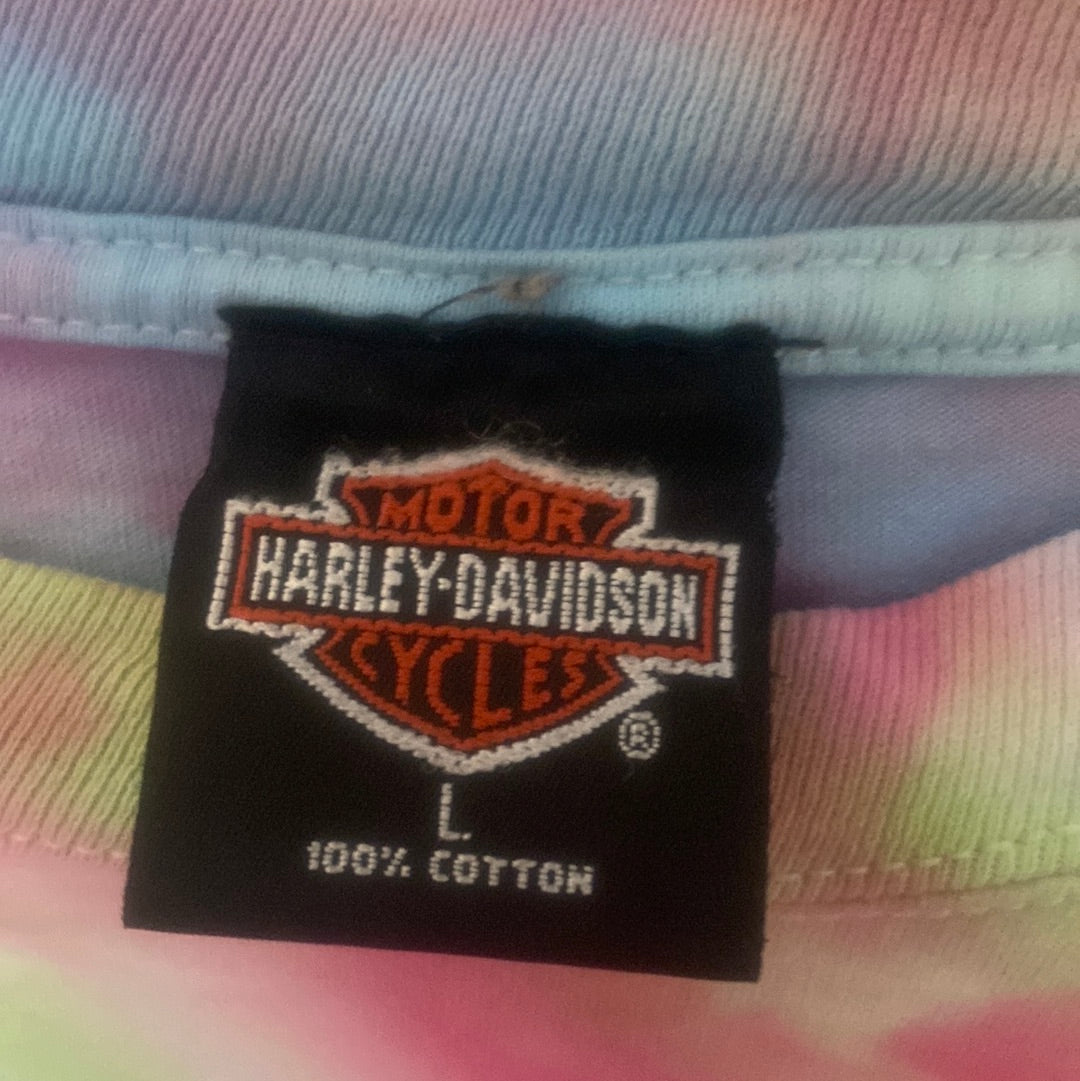 MOTOR
HARLEY-DAVIDSON
CYCLES
®
L
100% COTTON